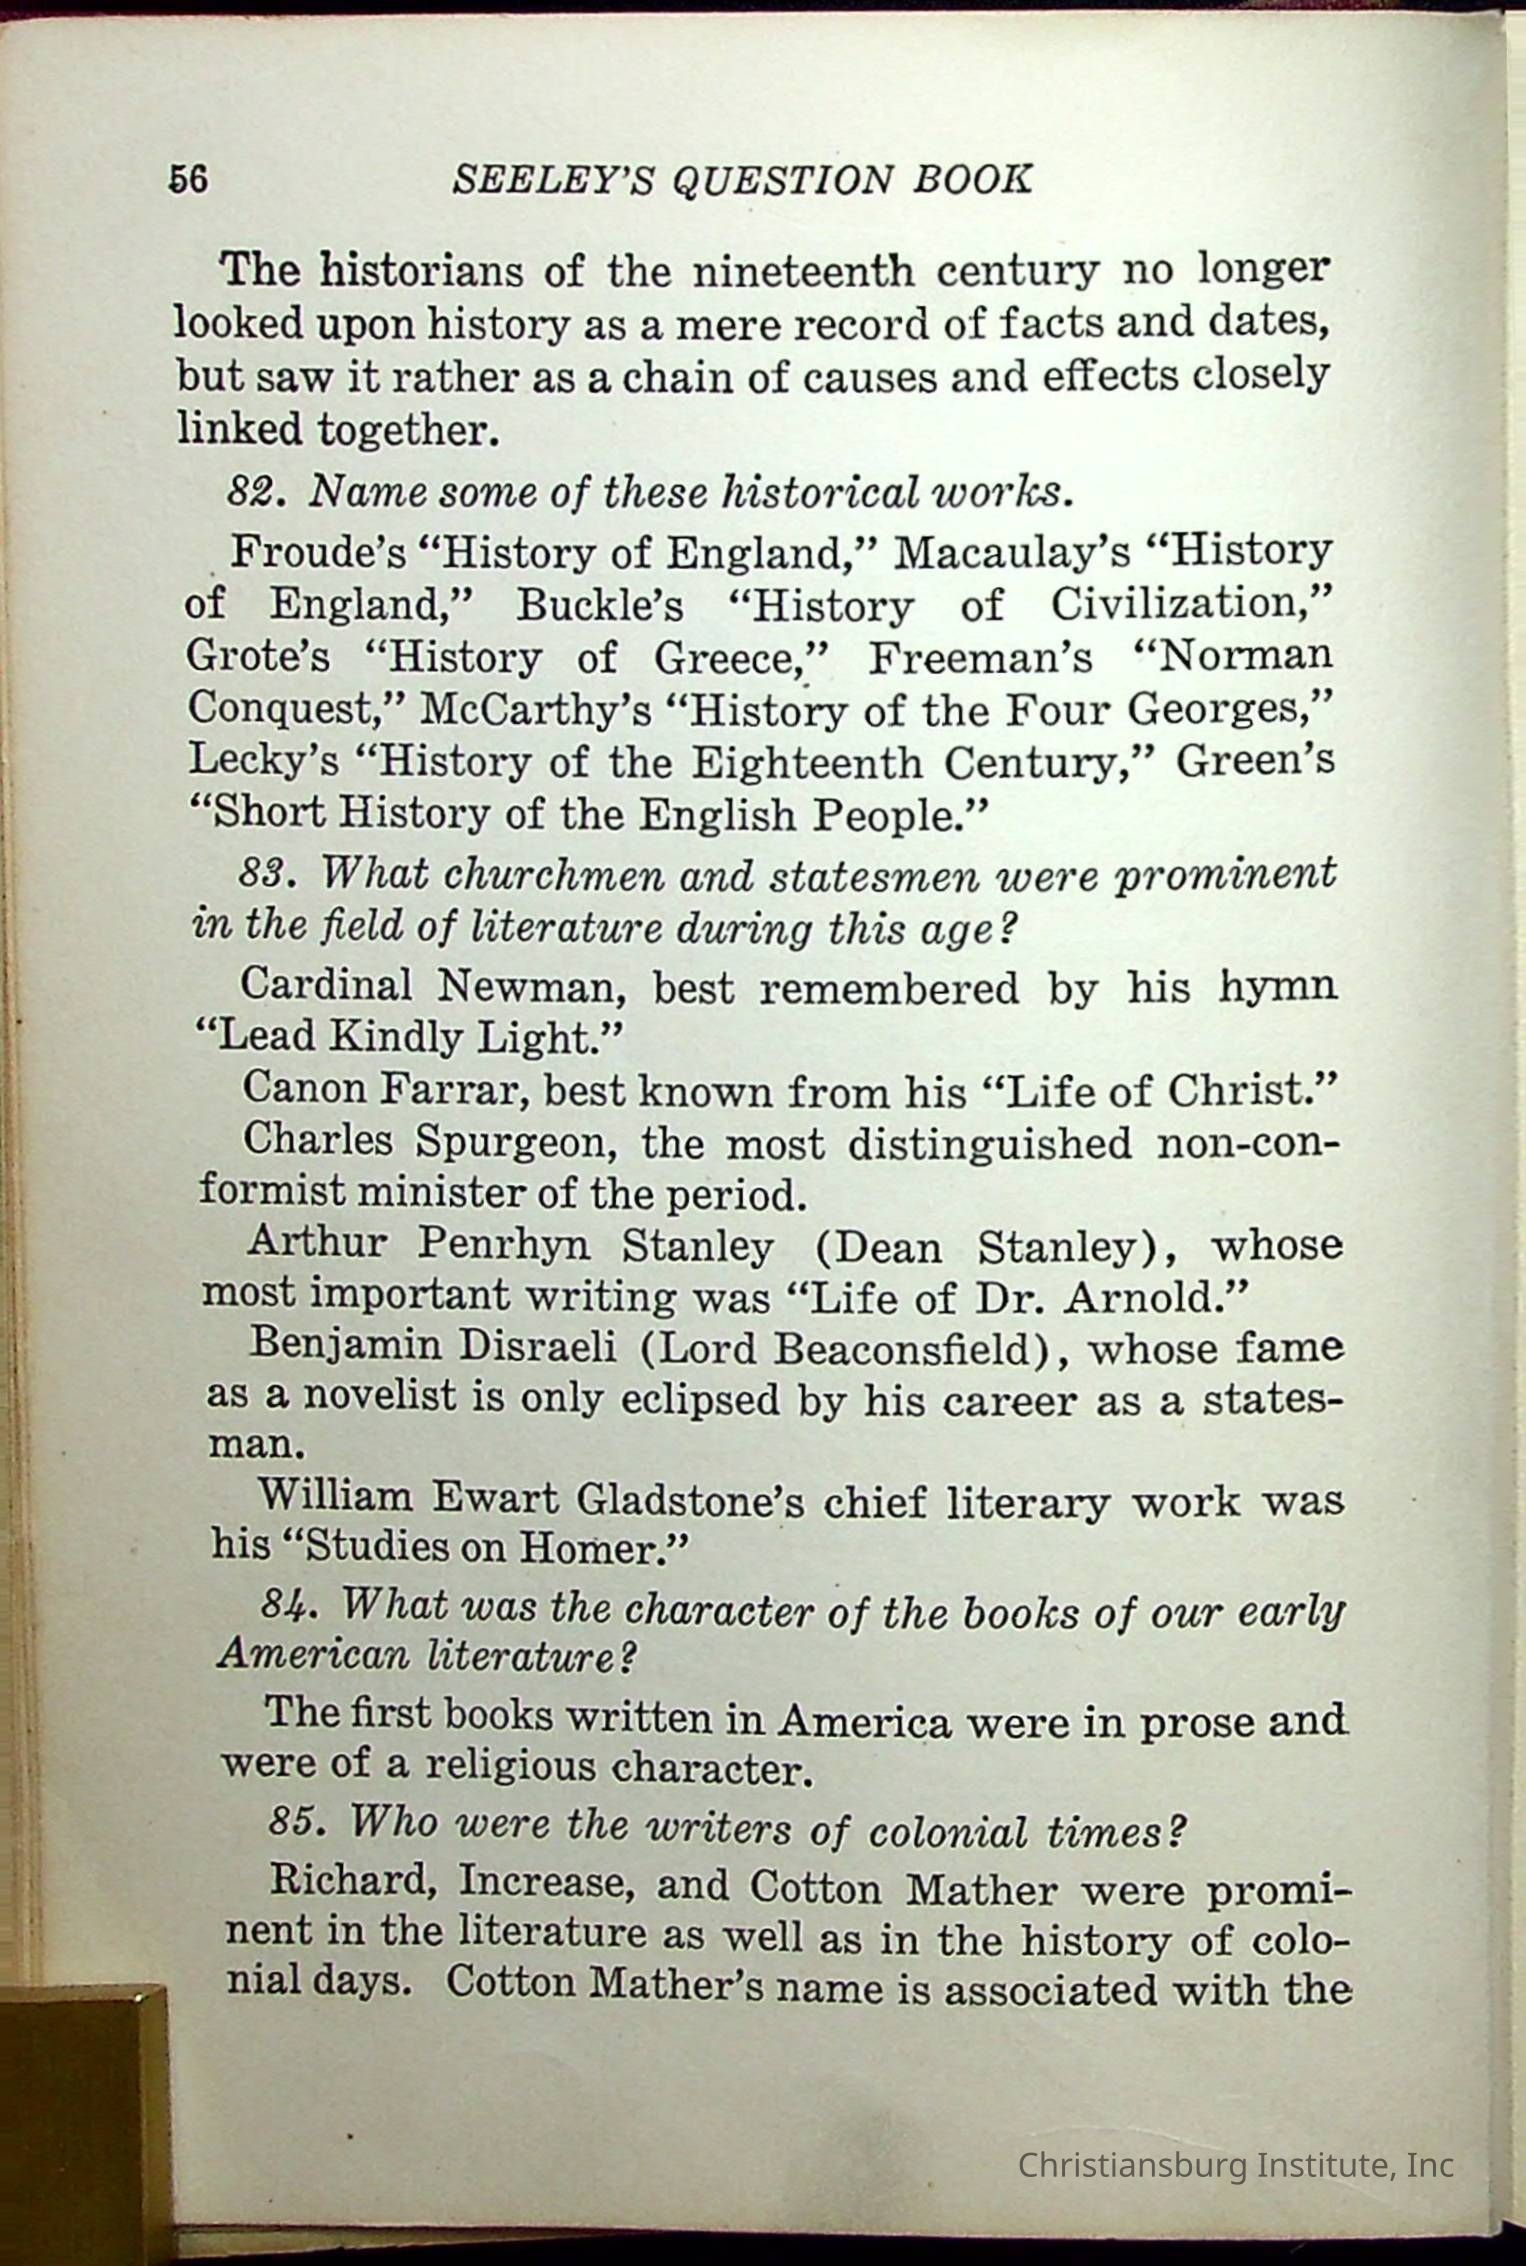 56 SEELEY'S QUESTION BOOK
The historians of the nineteenth century no longer
looked upon history as a mere record of facts and dates,
but saw it rather as a chain of causes and effects closely
linked together.
82. Name some of these historical works.
Froude's “History of England,” Macaulay's “History
of England,” Buckle's “History of Civilization,”
Grote's “History of Greece,” Freeman's “Norman
Conquest,” McCarthy's “History of the Four Georges,”
Lecky's “History of the Eighteenth Century,” Green's
“Short History of the English People.”
83. What churchmen and statesmen were prominent
in the field of literature during this age?
Cardinal Newman, best remembered by his hymn
“Lead Kindly Light.”
Canon Farrar, best known from his “Life of Christ.”
Charles Spurgeon, the most distinguished non-con-
formist minister of the period.
Arthur Penrhyn Stanley (Dean Stanley), whose
most important writing was “Life of Dr. Arnold.”
Benjamin Disraeli (Lord Beaconsfield), whose fame
as a novelist is only eclipsed by his career as a states-
man.
William Ewart Gladstone's chief literary work was
his “Studies on Homer.”
84. What was the character of the books of our early
American literature?
The first books written in America were in prose and
were of a religious character.
85. Who were the writers of colonial times?
Richard, Increase, and Cotton Mather were promi-
nent in the literature as well as in the history of colo-
nial days. Cotton Mather's name is associated with the
Christiansburg Institute, Inc